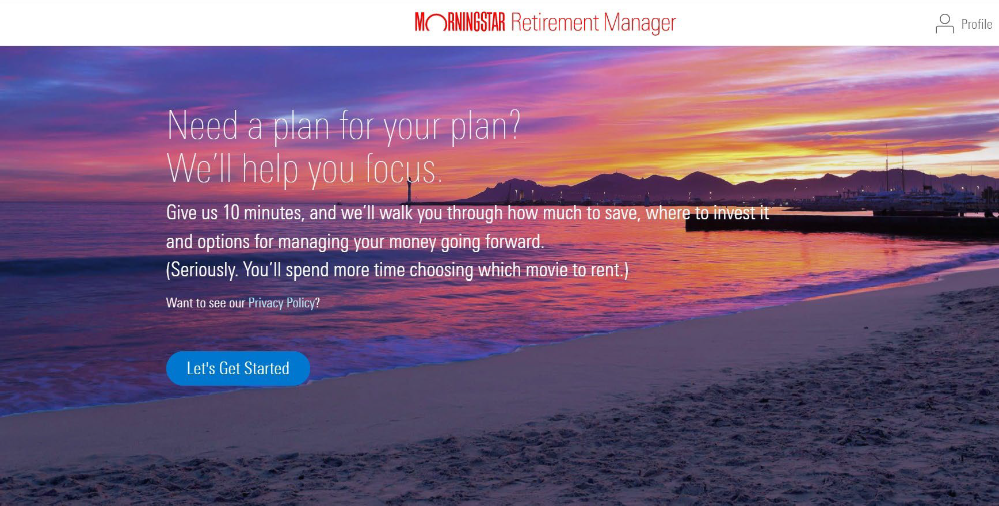 MORNINGSTAR Retirement Manager
Profile
Need a plan for your plan?
We’ll help you focus.
Give us 10 minutes, and we’ll walk you through how much to save, where to invest it
and options for managing your money going forward.
(Seriously. You’ll spend more time choosing which movie to rent.)
Want to see our Privacy Policy?
Let's Get Started